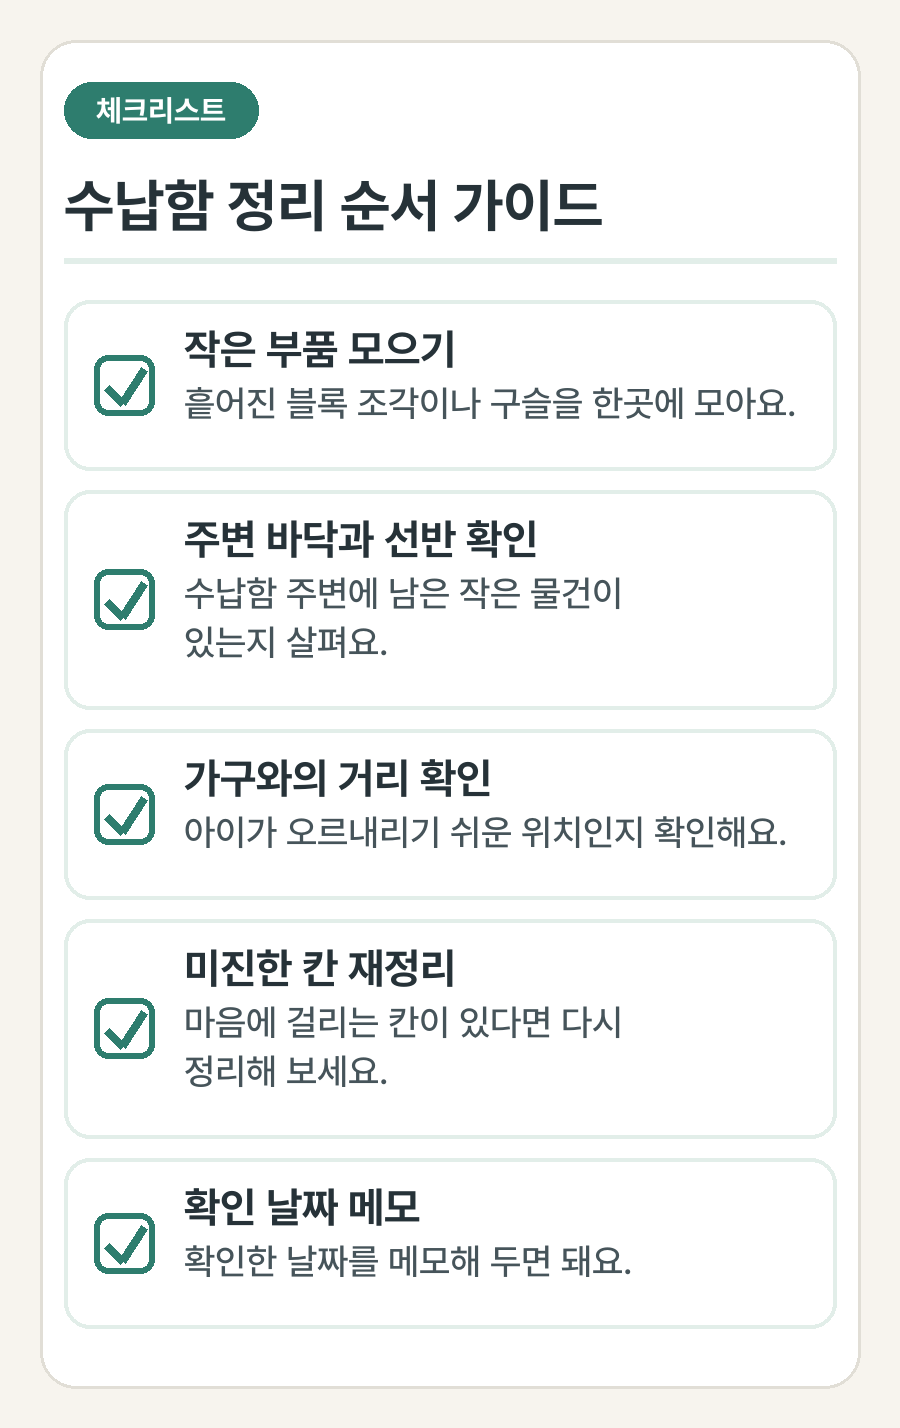 체크리스트
수납함 정리 순서 가이드
작은 부품 모으기
흩어진 블록 조각이나 구슬을 한곳에 모아요.
주변 바닥과 선반 확인
수납함 주변에 남은 작은 물건이
있는지 살펴요.
가구와의 거리 확인
아이가 오르내리기 쉬운 위치인지 확인해요.
미진한 칸 재정리
마음에 걸리는 칸이 있다면 다시
정리해 보세요.
확인 날짜 메모
확인한 날짜를 메모해 두면 돼요.